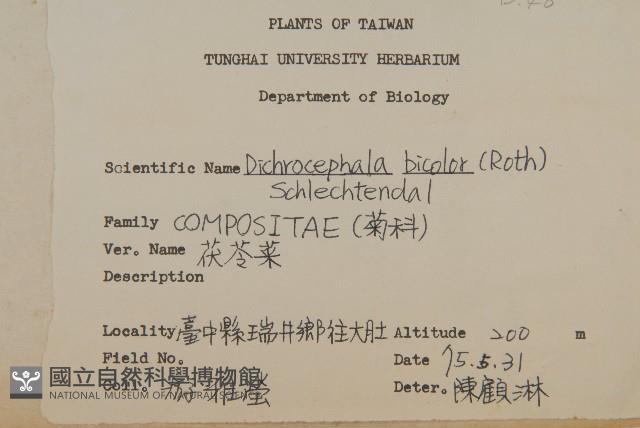 PLANTS OF TAIWAN
TUNGHAI UNIVERSITY HERBARIUM
Department of Biology
Scientific Name Dichrocephala bicolor (Roth)
Schlechtendal
Family COMPOSITAE (菊科)
Ver. Name 茯苓菜
Description
Locality 臺中縣瑞井鄉往大肚 Altitude 200 m
Field No. Date 75.5.31
Coll. Deter. 陳顧淋
國立自然科學博物館
NATIONAL MUSEUM OF NATURAL SCIENCE